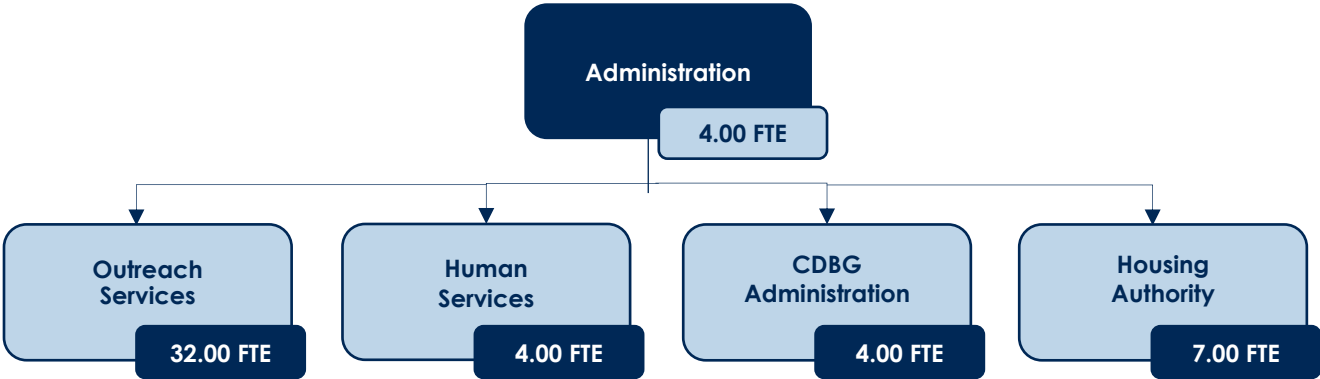 Administration
4.00 FTE
Outreach
Services
32.00 FTE
Human
Services
4.00 FTE
CDBG
Administration
4.00 FTE
Housing
Authority
7.00 FTE